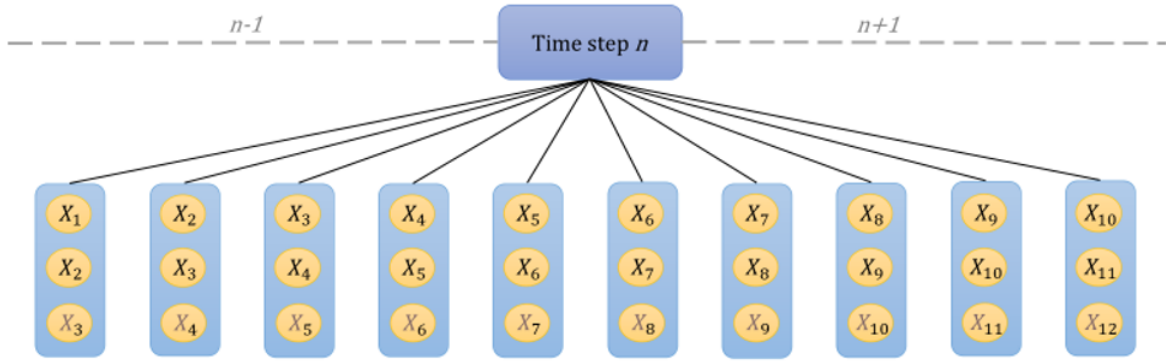 n-1 n+1
Time step n
X₁ X₂ X₃ X₄ X₅ X₆ X₇ X₈ X₉ X₁₀
X₂ X₃ X₄ X₅ X₆ X₇ X₈ X₉ X₁₀ X₁₁
X₃ X₄ X₅ X₆ X₇ X₈ X₉ X₁₀ X₁₁ X₁₂